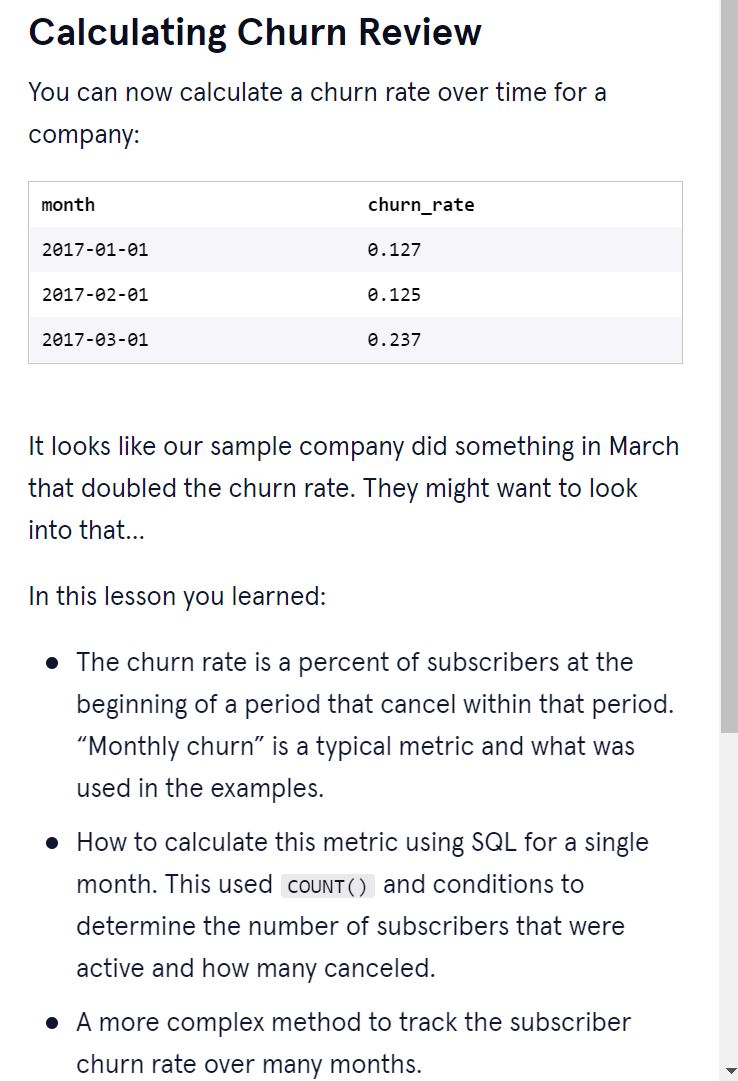 Calculating Churn Review
You can now calculate a churn rate over time for a
company:
month churn_rate
2017-01-01 0.127
2017-02-01 0.125
2017-03-01 0.237
It looks like our sample company did something in March
that doubled the churn rate. They might want to look
into that...
In this lesson you learned:
● The churn rate is a percent of subscribers at the
beginning of a period that cancel within that period.
“Monthly churn” is a typical metric and what was
used in the examples.
● How to calculate this metric using SQL for a single
month. This used COUNT() and conditions to
determine the number of subscribers that were
active and how many canceled.
● A more complex method to track the subscriber
churn rate over many months.